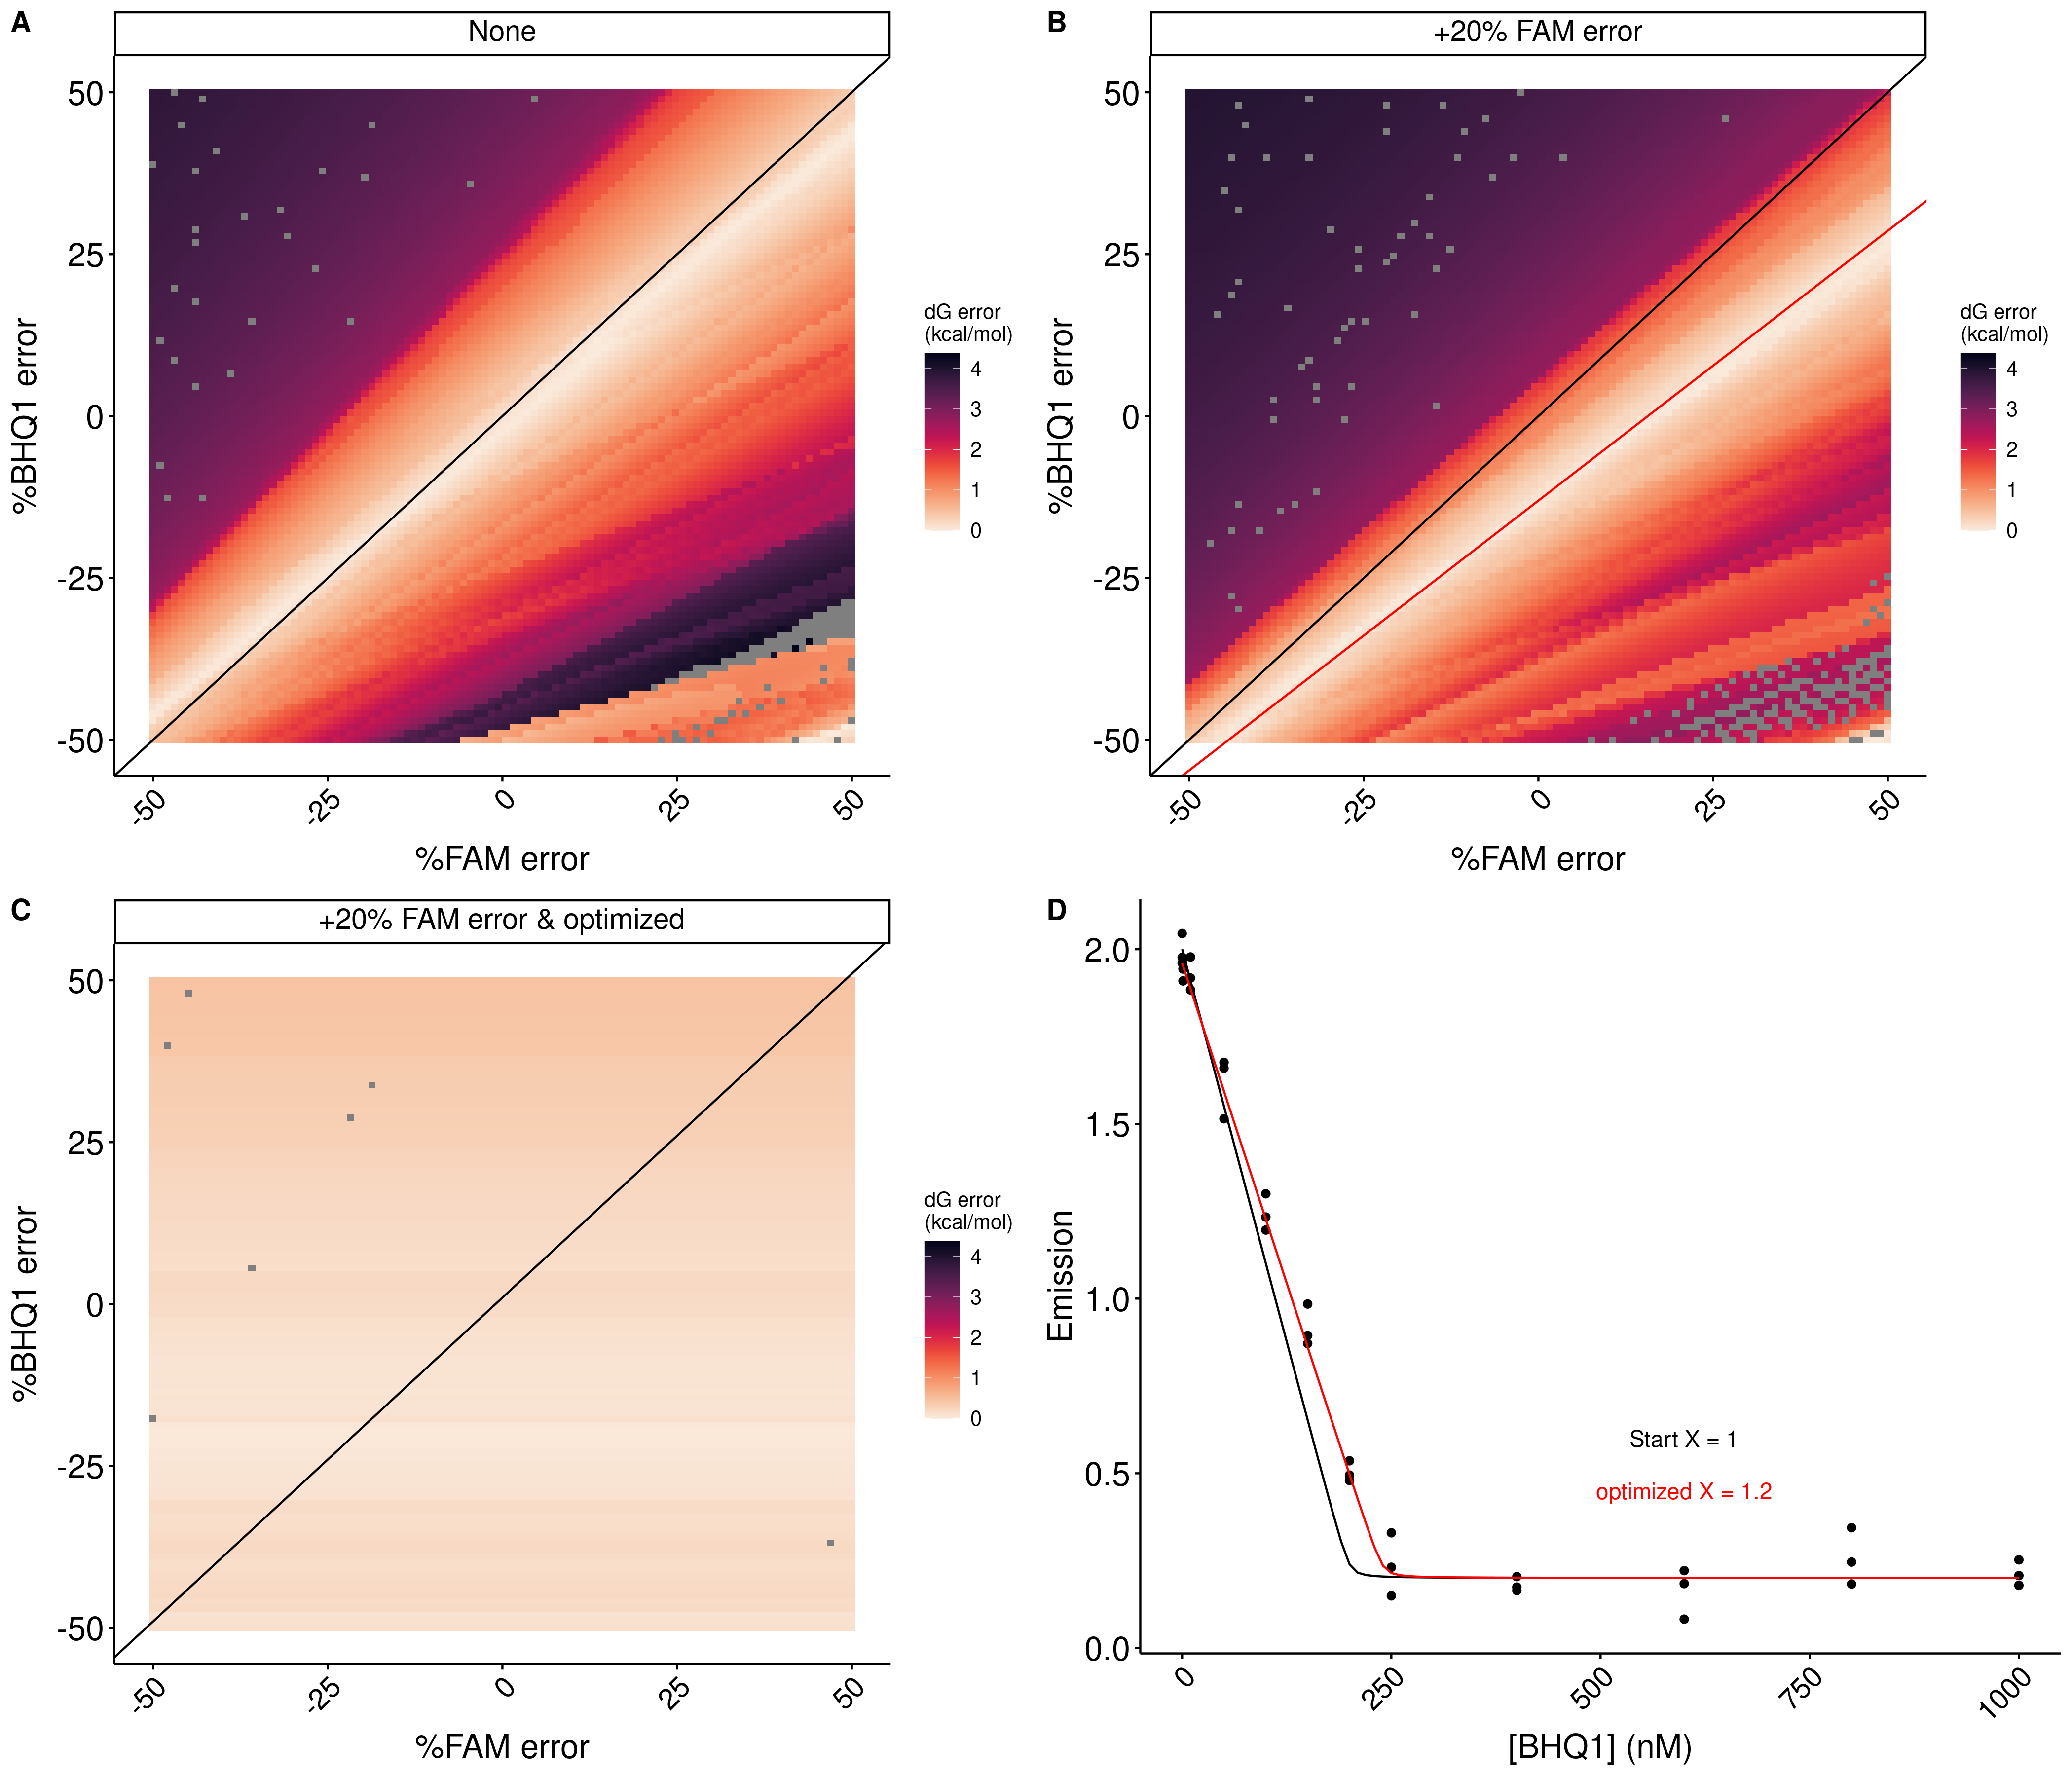 A
None
50
25
0
-25
-50
%BHQ1 error
-50
-25
0
25
50
%FAM error
dG error
(kcal/mol)
4
3
2
1
0
B
+20% FAM error
50
25
0
-25
-50
%BHQ1 error
-50
-25
0
25
50
%FAM error
dG error
(kcal/mol)
4
3
2
1
0
C
+20% FAM error & optimized
50
25
0
-25
-50
%BHQ1 error
-50
-25
0
25
50
%FAM error
dG error
(kcal/mol)
4
3
2
1
0
D
2.0
1.5
1.0
0.5
0.0
Emission
Start X = 1
optimized X = 1.2
0
250
500
750
1000
[BHQ1] (nM)